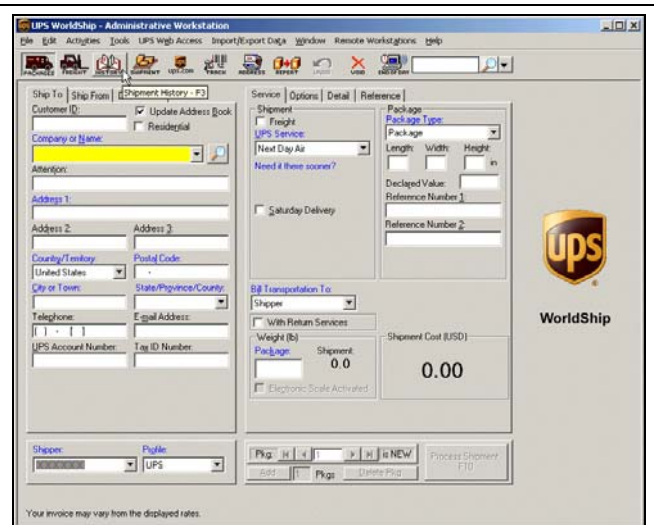 UPS WorldShip - Administrative Workstation
File Edit Activities Tools UPS Web Access Import/Export Data Window Remote Workstations Help
PACKAGES FREIGHT HISTORY SHIPMENT UPS.COM TRACK ADDRESS REPORT UNDO VOID END OF DAY
Ship To Ship From
Shipment History - F3
Customer ID:
Update Address Book
Residential
Company or Name:
Attention:
Address 1:
Address 2: Address 3:
Country/Territory Postal Code:
United States
City or Town: State/Province/County:
Telephone: E-mail Address:
( ) - [ ]
UPS Account Number: Tax ID Number:
Shipper: Profile:
UPS
Service Options Detail Reference
Shipment
Freight
UPS Service:
Next Day Air
Need it there sooner?
Saturday Delivery
Package
Package Type:
Package
Length: Width: Height:
in
Declared Value:
Reference Number 1:
Reference Number 2:
Bill Transportation To:
Shipper
With Return Services
Weight (lb)
Package: Shipment:
0.0
Electronic Scale Activated
Shipment Cost (USD)
0.00
Pkg: 1 is NEW
Add 1 Pkgs Delete Pkg
Process Shipment
F10
ups
WorldShip
Your invoice may vary from the displayed rates.